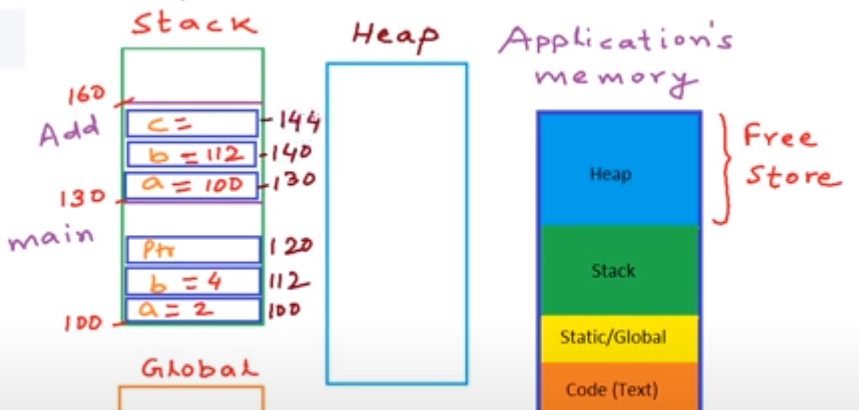 Stack
160
Add
c =
144
b = 112
140
a = 100
130
130
main
Ptr
120
b = 4
112
a = 2
100
100
Global
Heap
Application's
memory
Heap
Stack
Static/Global
Code (Text)
Free
Store